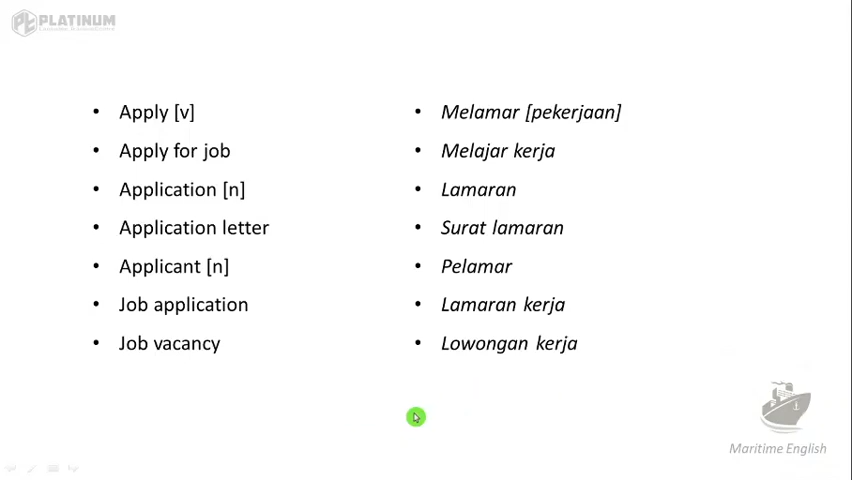 PLATINUM
Apply [v]
Apply for job
Application [n]
Application letter
Applicant [n]
Job application
Job vacancy
Melamar [pekerjaan]
Melajar kerja
Lamaran
Surat lamaran
Pelamar
Lamaran kerja
Lowongan kerja
Maritime English